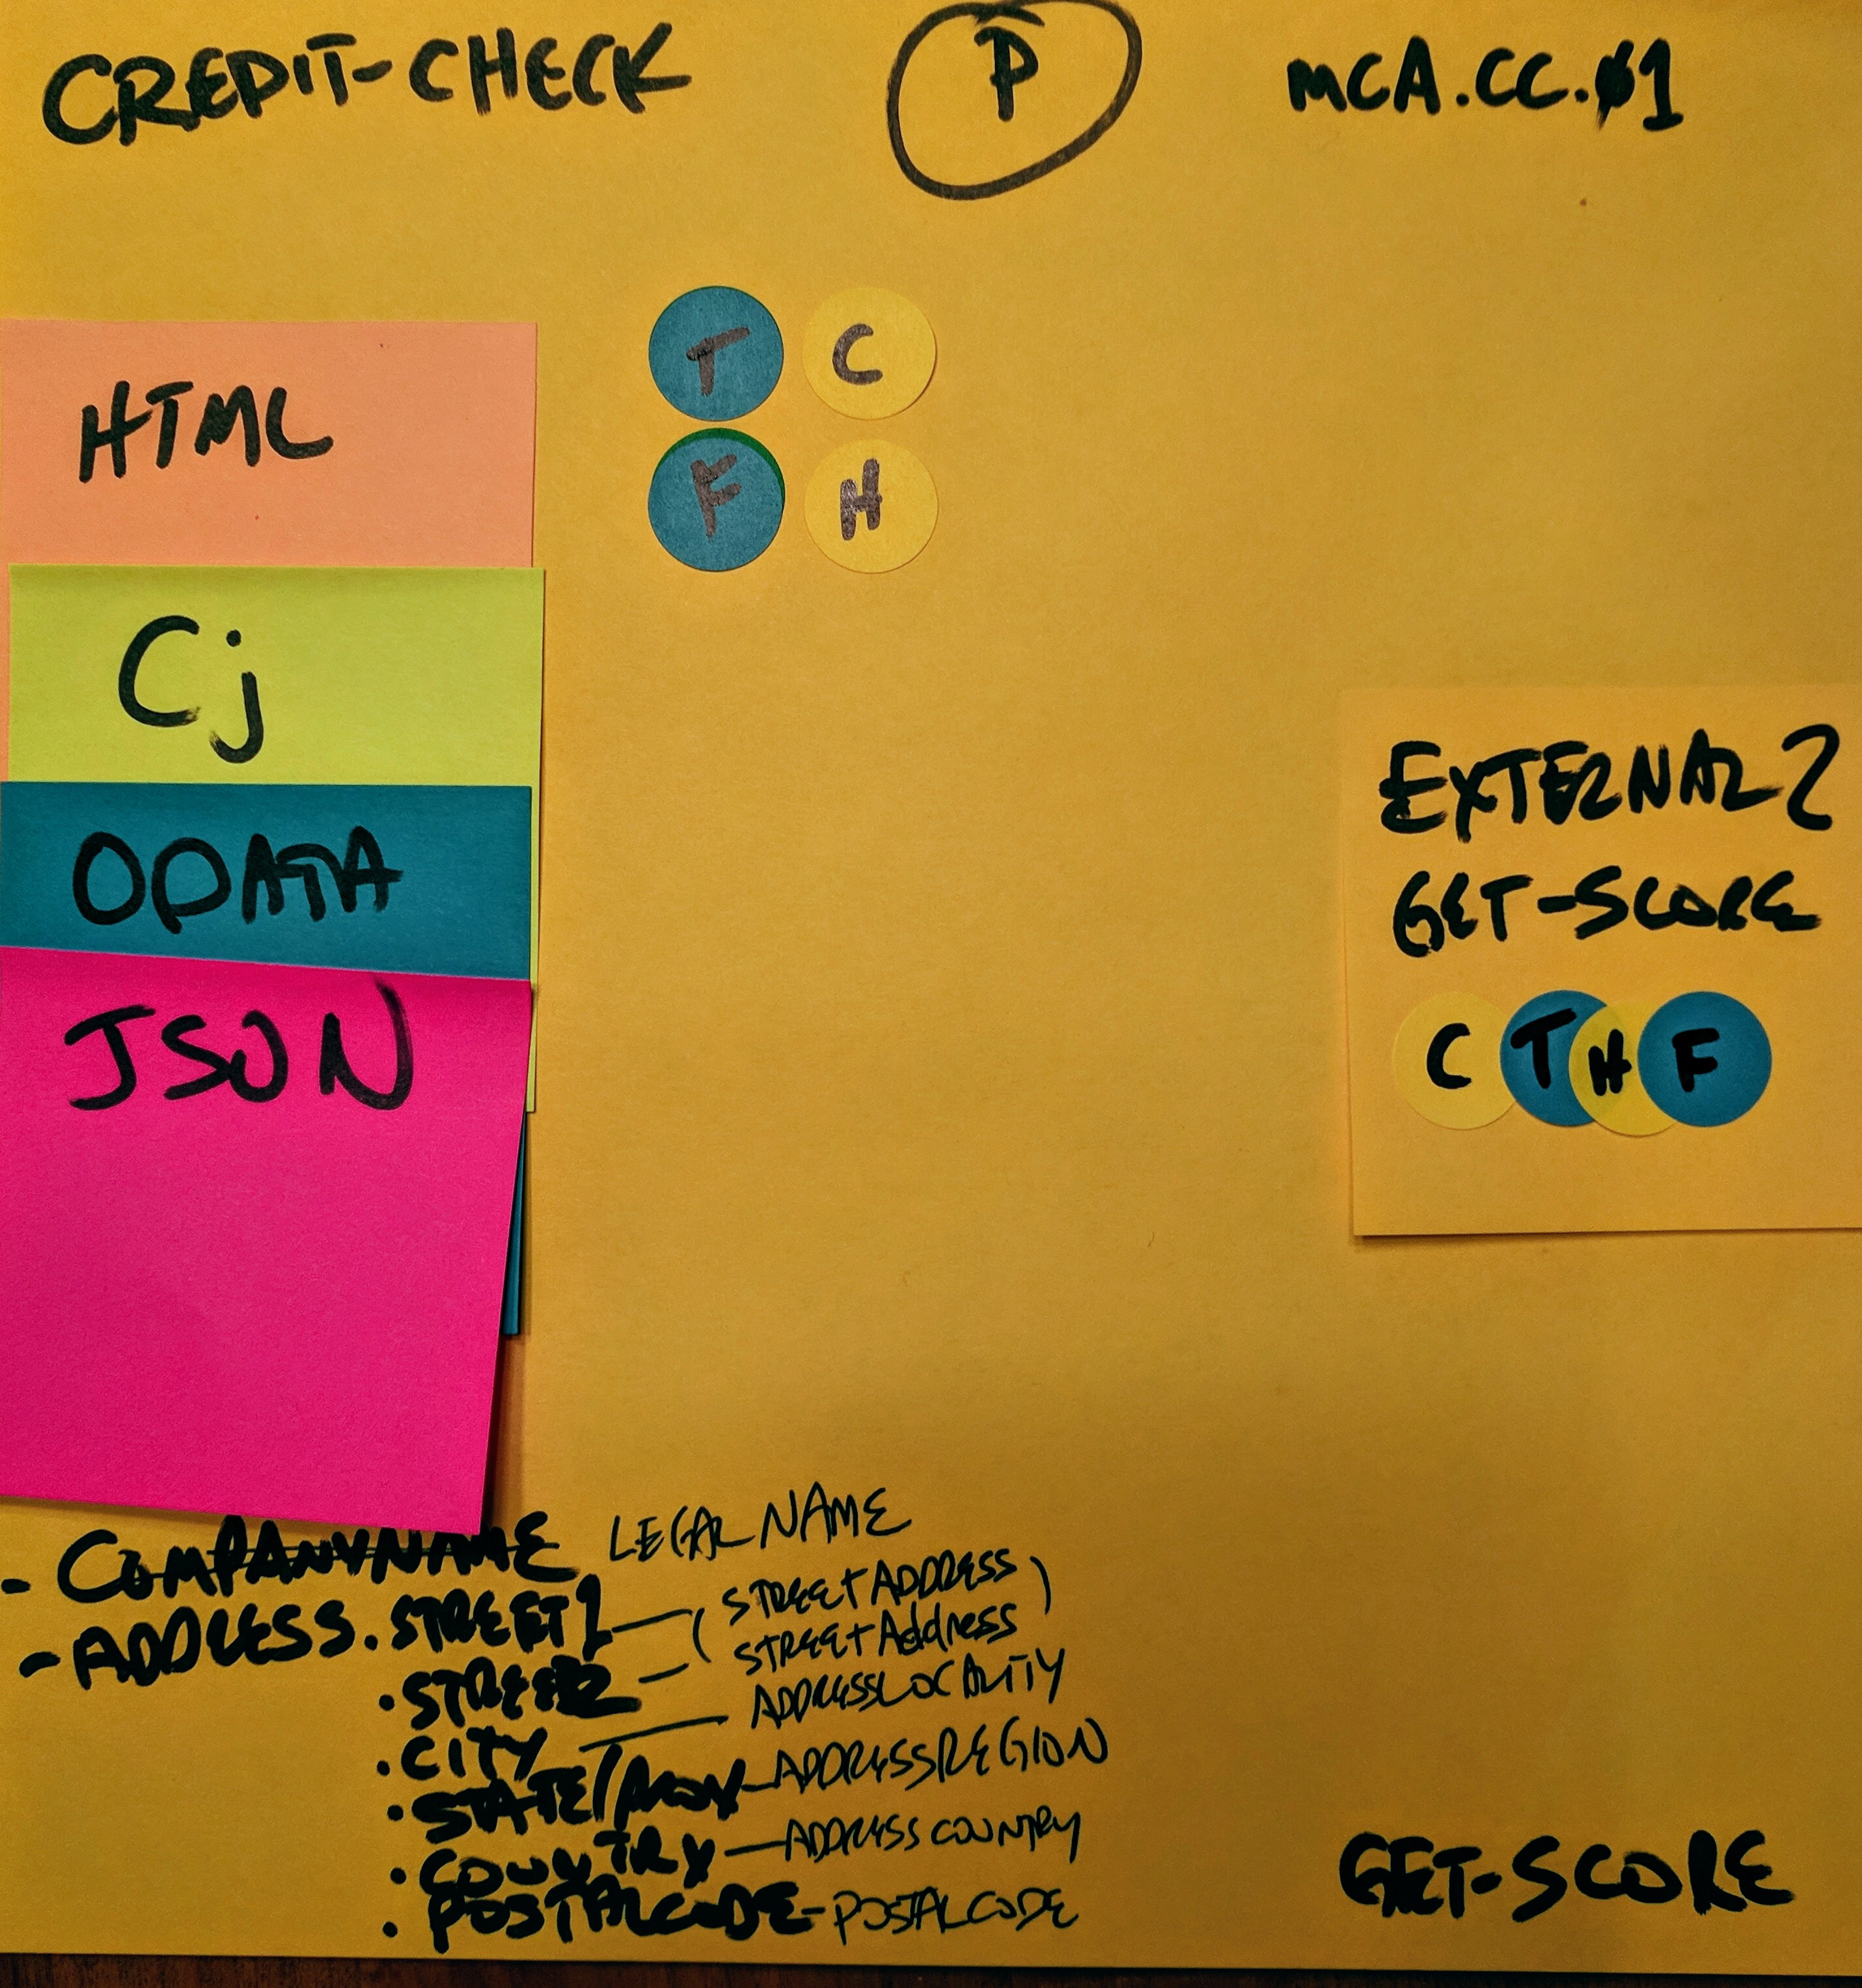 CREDIT-CHECK P MCA.CC.01
T C
F H
HTML
Cj
ODATA
JSON
EXTERNAL?
GET-SCORE
C T H F
- COMPANYNAME LEGALNAME
- ADDRESS.STREET1 — (STREETADDRESS)
.STREET2 — STREETAddress
.CITY — ADDRESSLOCALITY
.STATE/PROV - ADDRESSREGION
.COUNTRY — ADDRESSCOUNTRY
.POSTALCODE - POSTALCODE
GET-SCORE